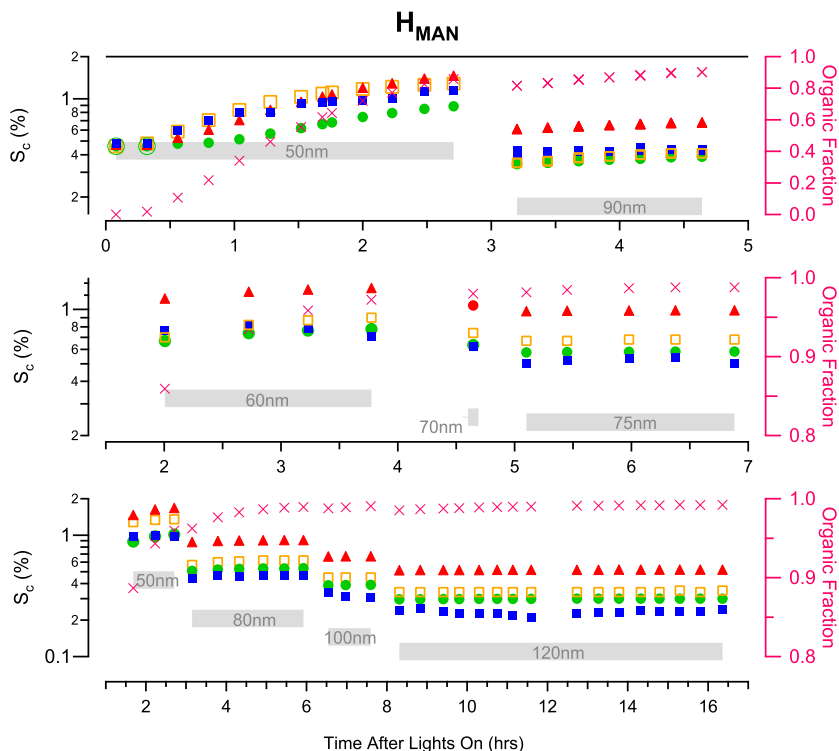 H_MAN
S_c (%)
2
1
8
6
4
2
50nm
90nm
1.0
0.8
0.6
0.4
0.2
0.0
Organic Fraction
0 1 2 3 4 5
S_c (%)
1
8
6
4
2
60nm
70nm
75nm
1.0
0.9
0.8
Organic Fraction
2 3 4 5 6 7
S_c (%)
2
1
6
4
2
0.1
50nm
80nm
100nm
120nm
1.0
0.9
0.8
Organic Fraction
2 4 6 8 10 12 14 16
Time After Lights On (hrs)